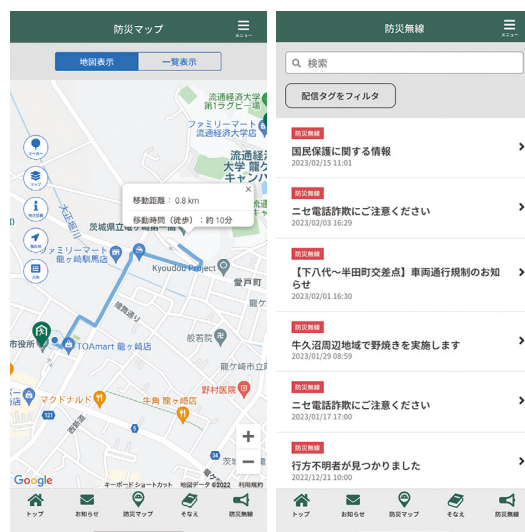 防災マップ
メニュー
地図表示
一覧表示
流通経済大学
第1ラグビー場
ファミリーマート
流通経済大学店
流通経済
大学 龍ケ
キャンパ
移動距離： 0.8 km
移動時間（徒歩）：約 10分
×
茨城県立竜
大正堀川
ファミリーマート
龍ヶ崎馴馬店
Kyoudou Project
愛戸町
龍ケ
般若院
市役所
TOAmart 龍ヶ崎店
龍ケ崎市立
野村医院
マクドナルド
牛角 龍ヶ崎店
121
5
68
+
−
Google
キーボード ショートカット
地図データ ©2022
利用規約
トップ
お知らせ
防災マップ
そなえ
防災無線
防災無線
メニュー
検索
配信タグをフィルタ
防災無線
国民保護に関する情報
2023/02/15 11:01
防災無線
ニセ電話詐欺にご注意ください
2023/02/03 16:29
防災無線
【下八代～半田町交差点】車両通行規制のお知
らせ
2023/02/01 16:30
防災無線
牛久沼周辺地域で野焼きを実施します
2023/01/29 08:59
防災無線
ニセ電話詐欺にご注意ください
2023/01/17 17:00
防災無線
行方不明者が見つかりました
2022/12/21 10:00
トップ
お知らせ
防災マップ
そなえ
防災無線